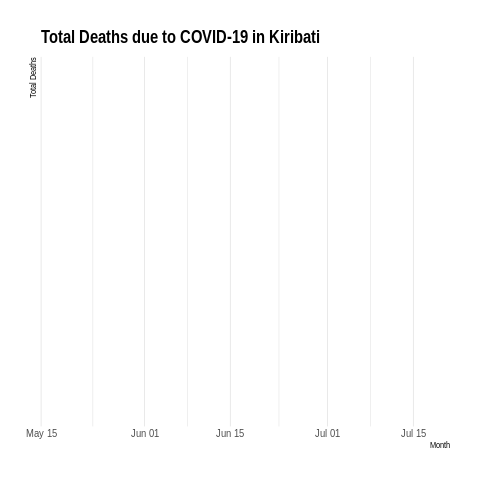 Total Deaths due to COVID-19 in Kiribati
Total Deaths
May 15 Jun 01 Jun 15 Jul 01 Jul 15
Month